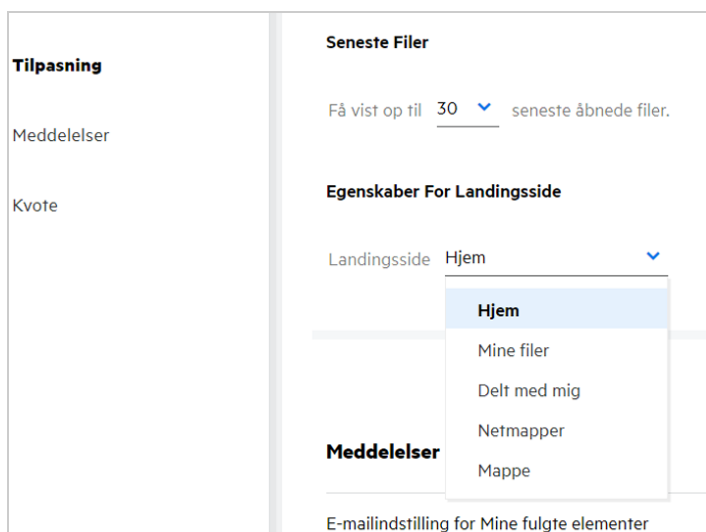 Tilpasning
Meddelelser
Kvote
Seneste Filer
Få vist op til 30 seneste åbnede filer.
Egenskaber For Landingsside
Landingsside Hjem
Hjem
Mine filer
Delt med mig
Netmapper
Mappe
Meddelelser
E-mailindstilling for Mine fulgte elementer